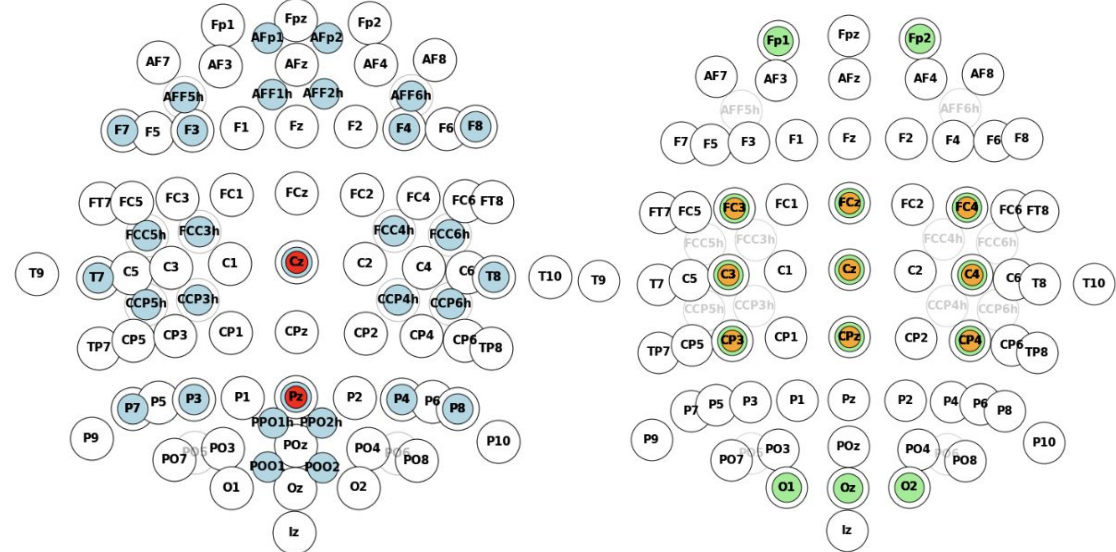 Fp1 Fpz Fp2
AFp1 AFp2
AF7 AF3 AFz AF4 AF8
AFF5h AFF1h AFF2h AFF6h
F7 F5 F3 F1 Fz F2 F4 F6 F8
FT7 FC5 FC3 FC1 FCz FC2 FC4 FC6 FT8
FCC5h FCC3h FCC4h FCC6h
T9 T7 C5 C3 C1 Cz C2 C4 C6 T8 T10
CCP5h CCP3h CCP4h CCP6h
TP7 CP5 CP3 CP1 CPz CP2 CP4 CP6 TP8
P7 P5 P3 P1 Pz P2 P4 P6 P8
PPO1h PPO2h
P9 P10
PO7 PO5 PO3 POz PO4 PO6 PO8
POO1 POO2
O1 Oz O2
Iz
Fp1 Fpz Fp2
AF7 AF3 AFz AF4 AF8
AFF5h AFF6h
F7 F5 F3 F1 Fz F2 F4 F6 F8
FT7 FC5 FC3 FC1 FCz FC2 FC4 FC6 FT8
FCC5h FCC3h FCC4h FCC6h
T9 T7 C5 C3 C1 Cz C2 C4 C6 T8 T10
CCP5h CCP3h CCP4h CCP6h
TP7 CP5 CP3 CP1 CPz CP2 CP4 CP6 TP8
P7 P5 P3 P1 Pz P2 P4 P6 P8
P9 P10
PO7 PO5 PO3 POz PO4 PO6 PO8
O1 Oz O2
Iz